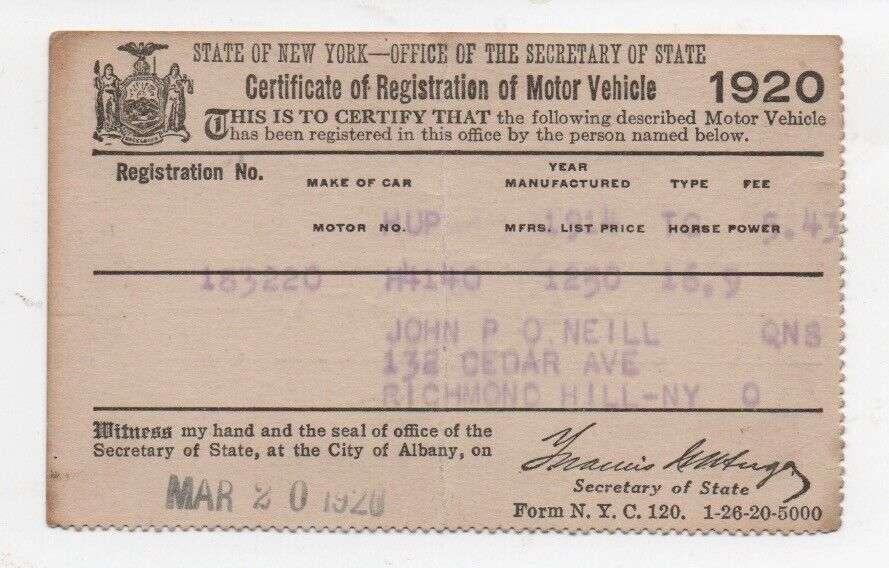 STATE OF NEW YORK—OFFICE OF THE SECRETARY OF STATE
Certificate of Registration of Motor Vehicle 1920
THIS IS TO CERTIFY THAT the following described Motor Vehicle
has been registered in this office by the person named below.
Registration No. MAKE OF CAR YEAR MANUFACTURED TYPE FEE
HUP 1914 TC 5.43
MOTOR NO. MFRS. LIST PRICE HORSE POWER
183220 H4140 1250 16.9
JOHN P O.NEILL QNS
132 CEDAR AVE
RICHMOND HILL-NY O
Witness my hand and the seal of office of the
Secretary of State, at the City of Albany, on
MAR 20 1920
Secretary of State
Form N. Y. C. 120. 1-26-20-5000